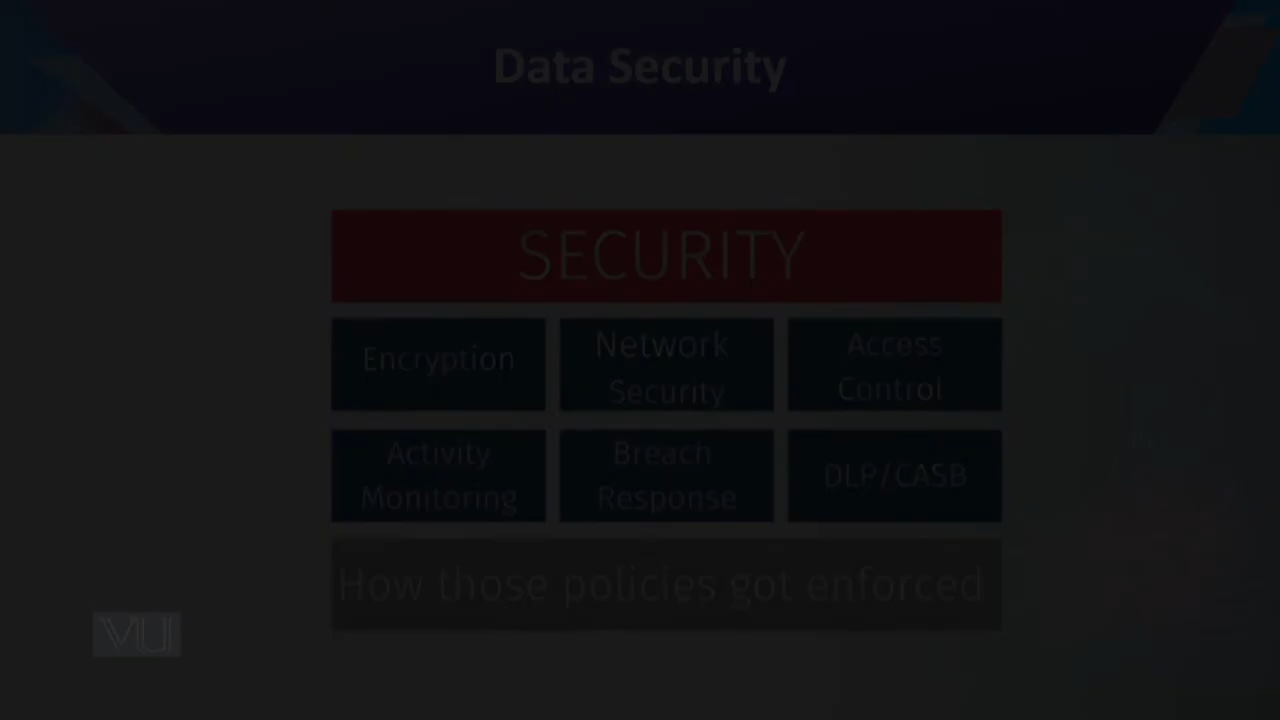 Data Security
SECURITY
Encryption
Network
Security
Access
Control
Activity
Monitoring
Breach
Response
DLP/CASB
How those policies got enforced
VU